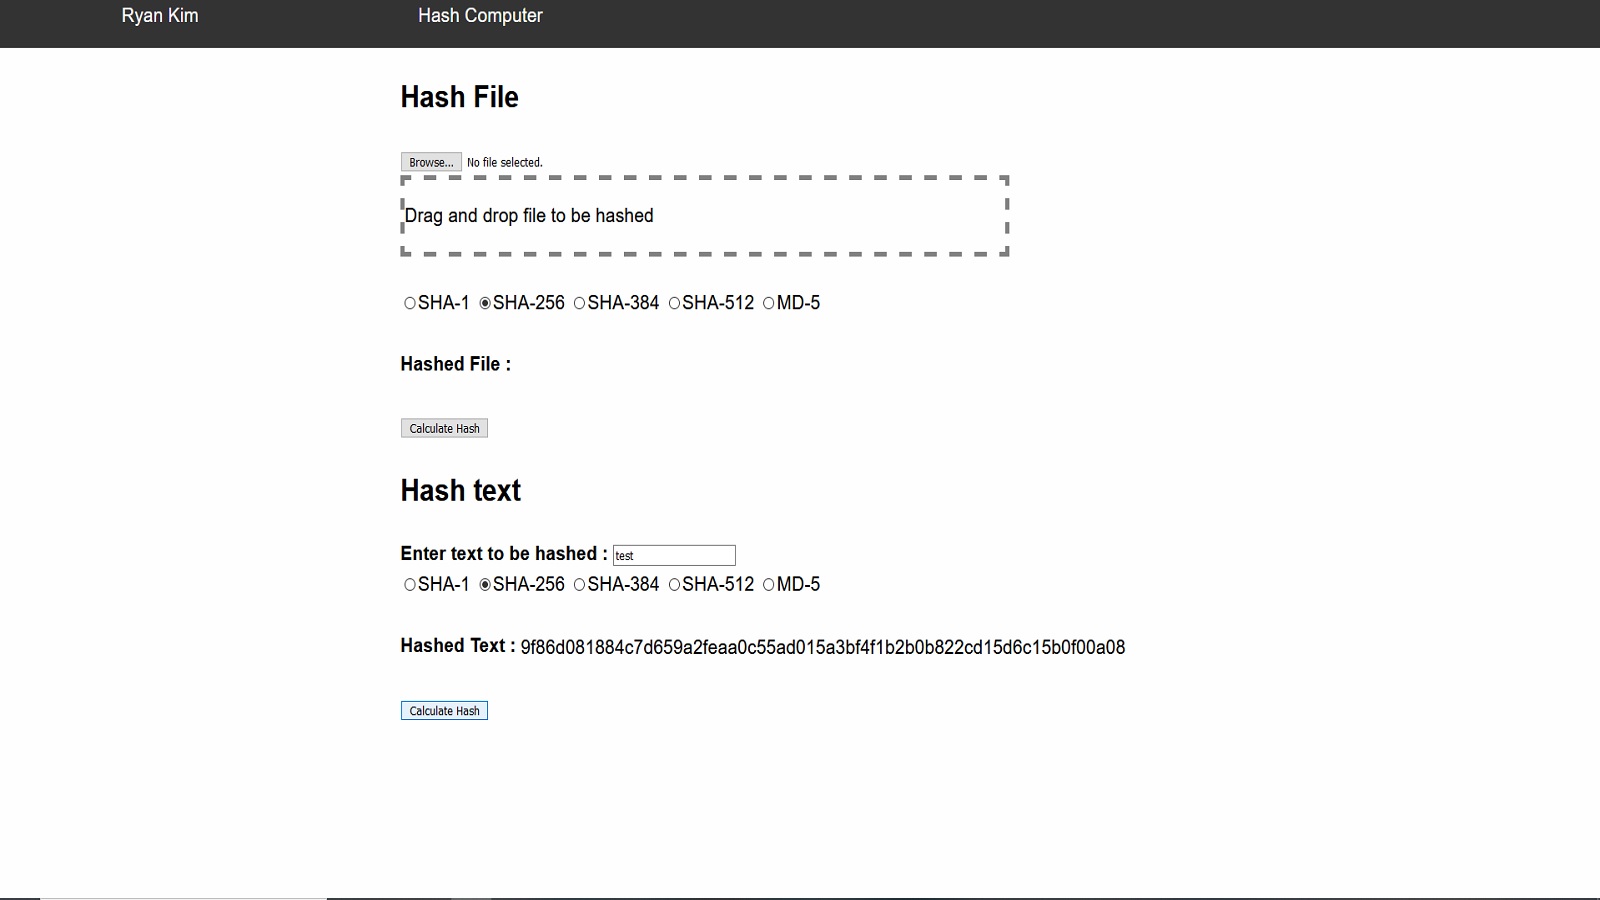 Ryan Kim Hash Computer
Hash File
Browse... No file selected.
Drag and drop file to be hashed
SHA-1 SHA-256 SHA-384 SHA-512 MD-5
Hashed File :
Calculate Hash
Hash text
Enter text to be hashed : test
SHA-1 SHA-256 SHA-384 SHA-512 MD-5
Hashed Text : 9f86d081884c7d659a2feaa0c55ad015a3bf4f1b2b0b822cd15d6c15b0f00a08
Calculate Hash